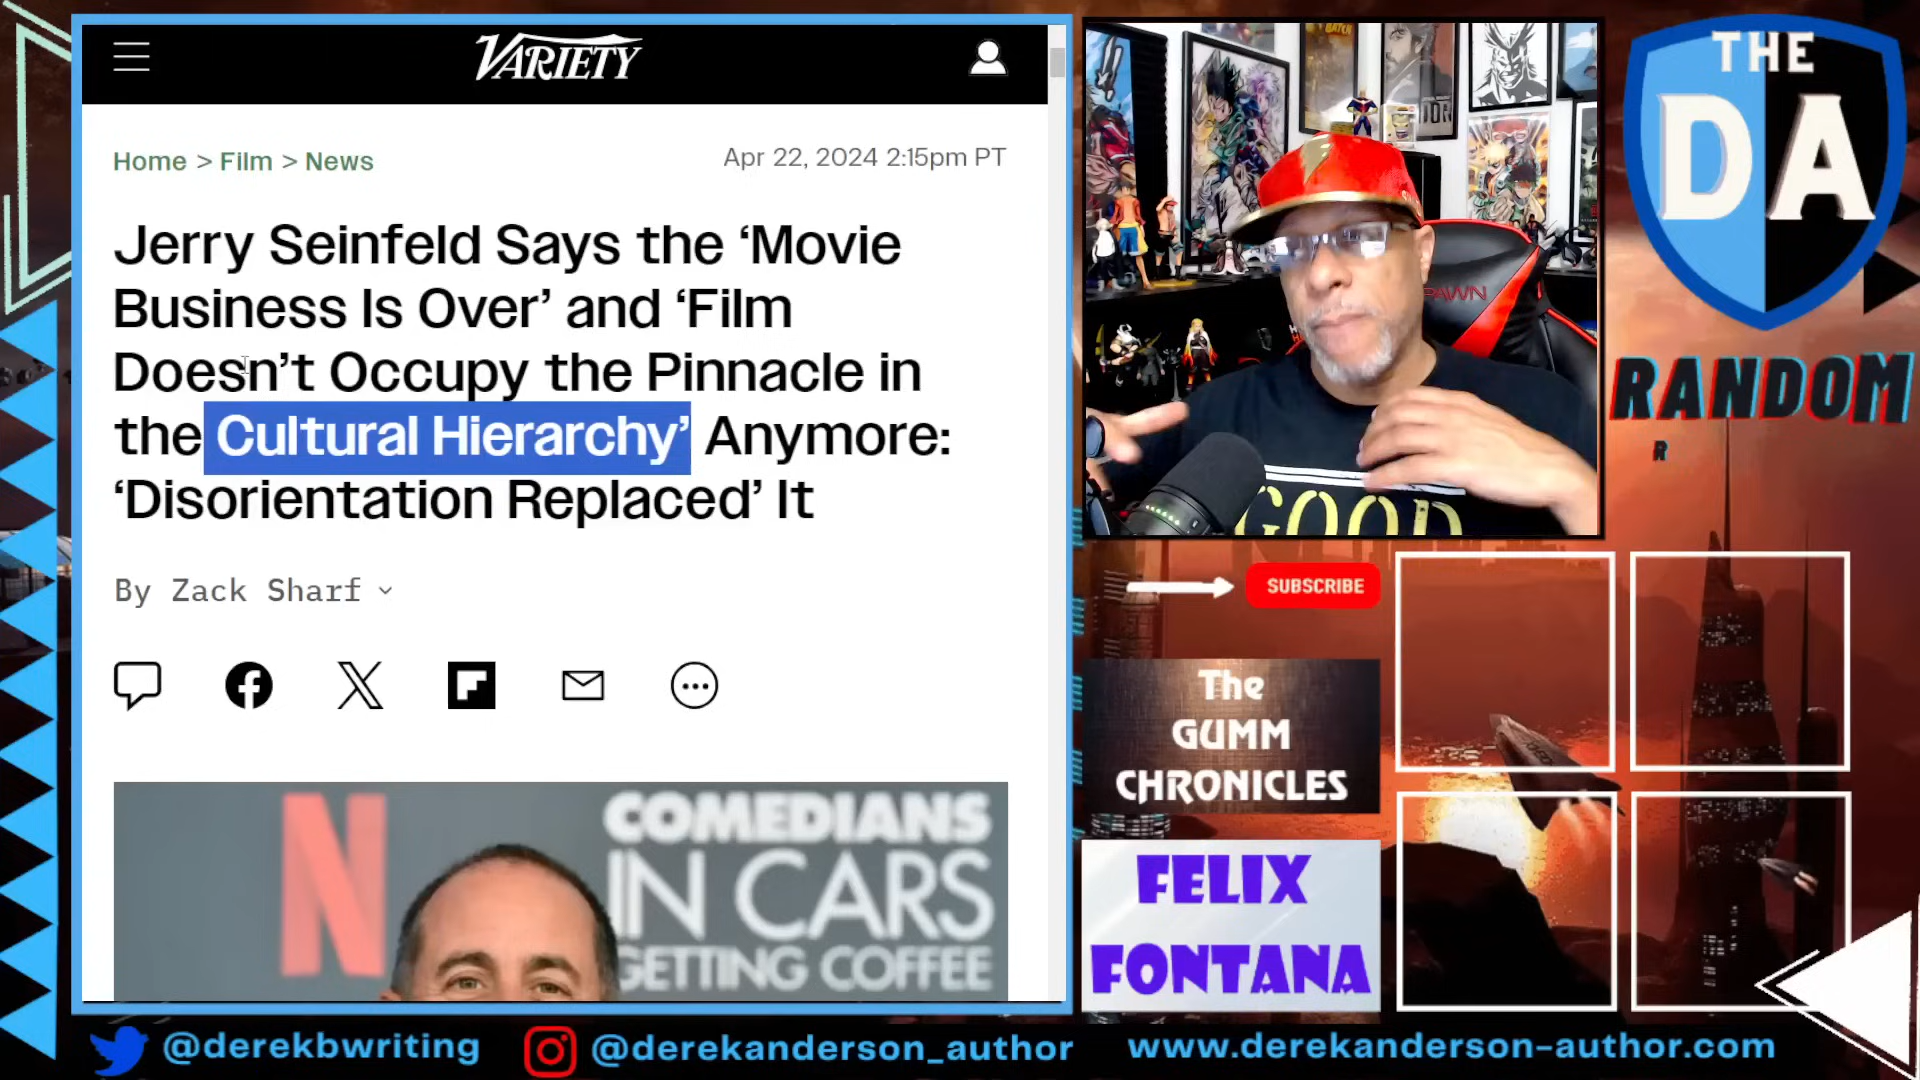 VARIETY
Home > Film > News
Apr 22, 2024 2:15pm PT
Jerry Seinfeld Says the ‘Movie
Business Is Over’ and ‘Film
Doesn’t Occupy the Pinnacle in
the Cultural Hierarchy’ Anymore:
‘Disorientation Replaced’ It
By Zack Sharf
N
COMEDIANS
IN CARS
GETTING COFFEE
GOOD
THE
DA
RANDOM
R
SUBSCRIBE
The
GUMM
CHRONICLES
FELIX
FONTANA
@derekbwriting
@derekanderson_author
www.derekanderson-author.com